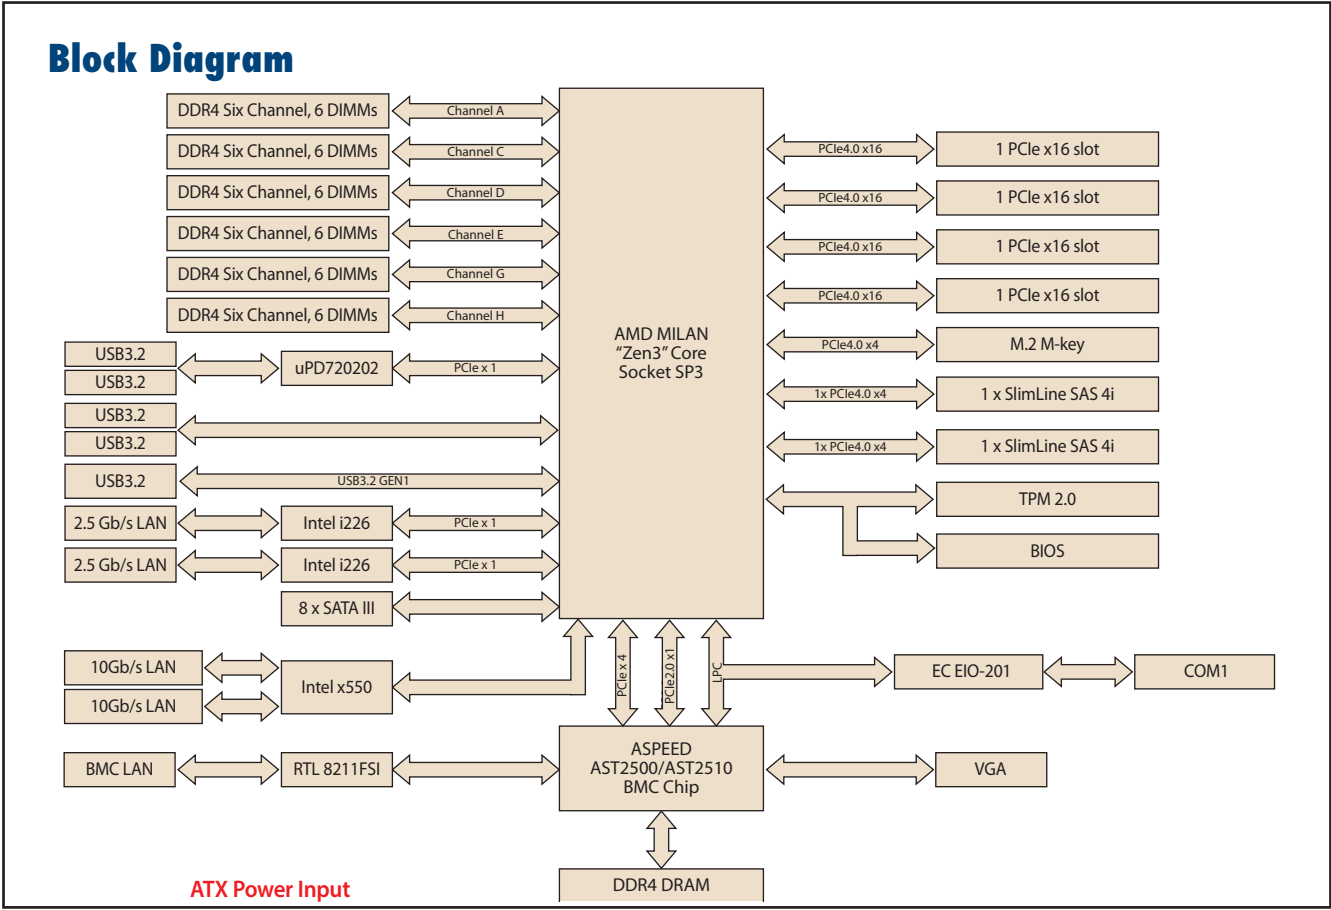 Block Diagram
DDR4 Six Channel, 6 DIMMs
Channel A
DDR4 Six Channel, 6 DIMMs
Channel C
DDR4 Six Channel, 6 DIMMs
Channel D
DDR4 Six Channel, 6 DIMMs
Channel E
DDR4 Six Channel, 6 DIMMs
Channel G
DDR4 Six Channel, 6 DIMMs
Channel H
USB3.2
USB3.2
uPD720202
PCIe x 1
USB3.2
USB3.2
USB3.2
USB3.2 GEN1
2.5 Gb/s LAN
Intel i226
PCIe x 1
2.5 Gb/s LAN
Intel i226
PCIe x 1
8 x SATA III
AMD MILAN
“Zen3” Core
Socket SP3
PCIe4.0 x16
1 PCIe x16 slot
PCIe4.0 x16
1 PCIe x16 slot
PCIe4.0 x16
1 PCIe x16 slot
PCIe4.0 x16
1 PCIe x16 slot
PCIe4.0 x4
M.2 M-key
1x PCIe4.0 x4
1 x SlimLine SAS 4i
1x PCIe4.0 x4
1 x SlimLine SAS 4i
TPM 2.0
BIOS
10Gb/s LAN
10Gb/s LAN
Intel x550
PCIe x 4
PCIe2.0 x1
LPC
EC EIO-201
COM1
BMC LAN
RTL 8211FSI
ASPEED
AST2500/AST2510
BMC Chip
VGA
DDR4 DRAM
ATX Power Input